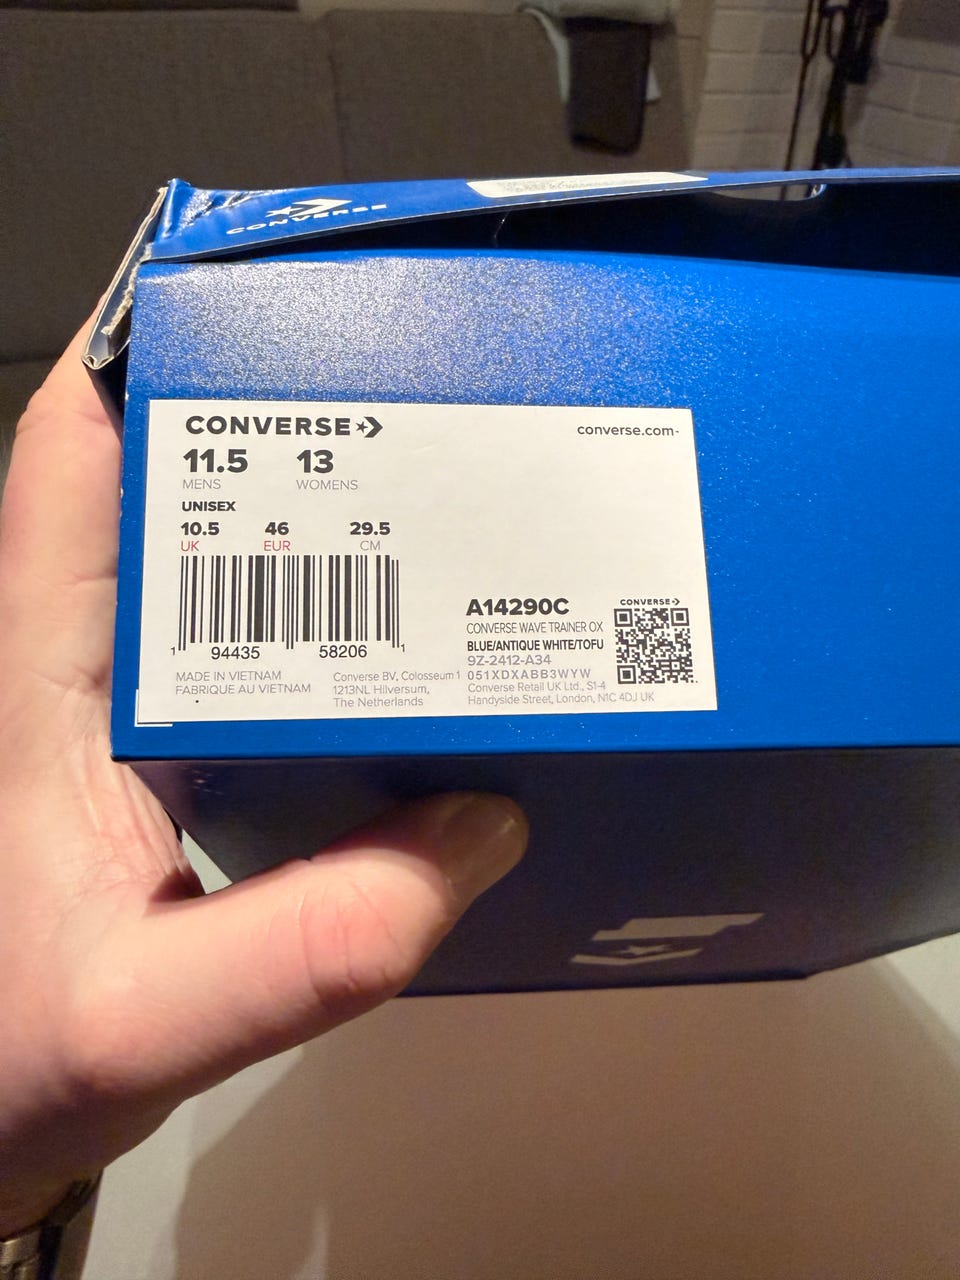 CONVERSE
CONVERSE
converse.com
11.5 13
MENS WOMENS
UNISEX
10.5 46 29.5
UK EUR CM
1 94435 58206 1
A14290C
CONVERSE
CONVERSE WAVE TRAINER OX
BLUE/ANTIQUE WHITE/TOFU
9Z-2412-A34
051XDXABB3WYW
MADE IN VIETNAM
FABRIQUE AU VIETNAM
Converse BV, Colosseum 1
1213NL Hilversum,
The Netherlands
Converse Retail UK Ltd., S1-4
Handyside Street, London, N1C 4DJ UK